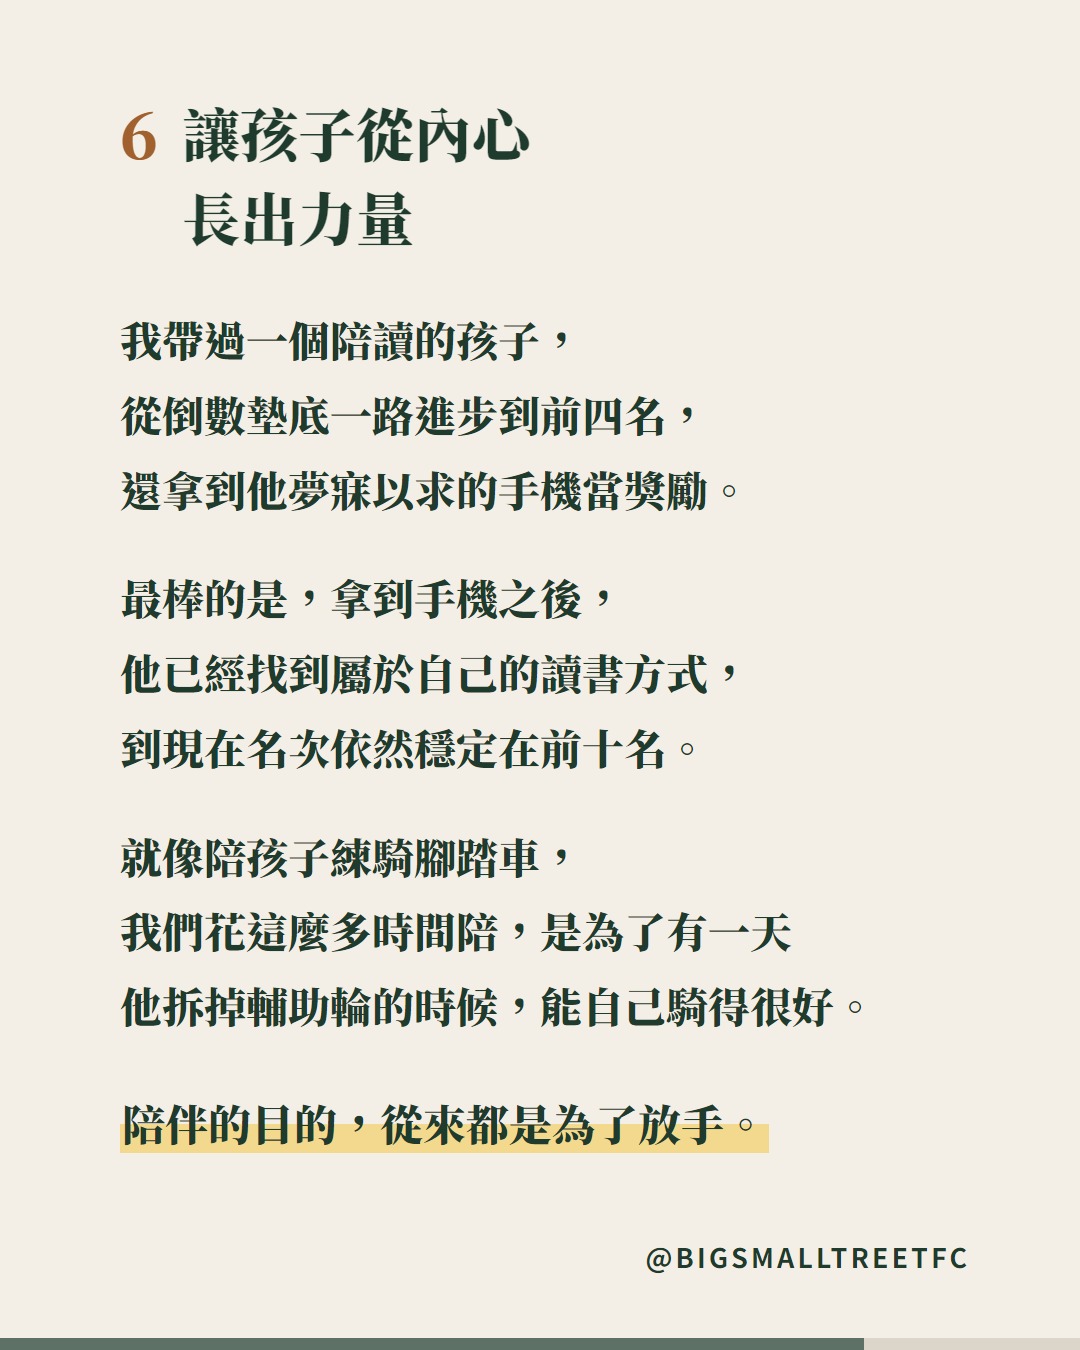 6 讓孩子從內心
長出力量
我帶過一個陪讀的孩子，
從倒數墊底一路進步到前四名，
還拿到他夢寐以求的手機當獎勵。
最棒的是，拿到手機之後，
他已經找到屬於自己的讀書方式，
到現在名次依然穩定在前十名。
就像陪孩子練騎腳踏車，
我們花這麼多時間陪，是為了有一天
他拆掉輔助輪的時候，能自己騎得很好。
陪伴的目的，從來都是為了放手。
@BIGSMALLTREETFC